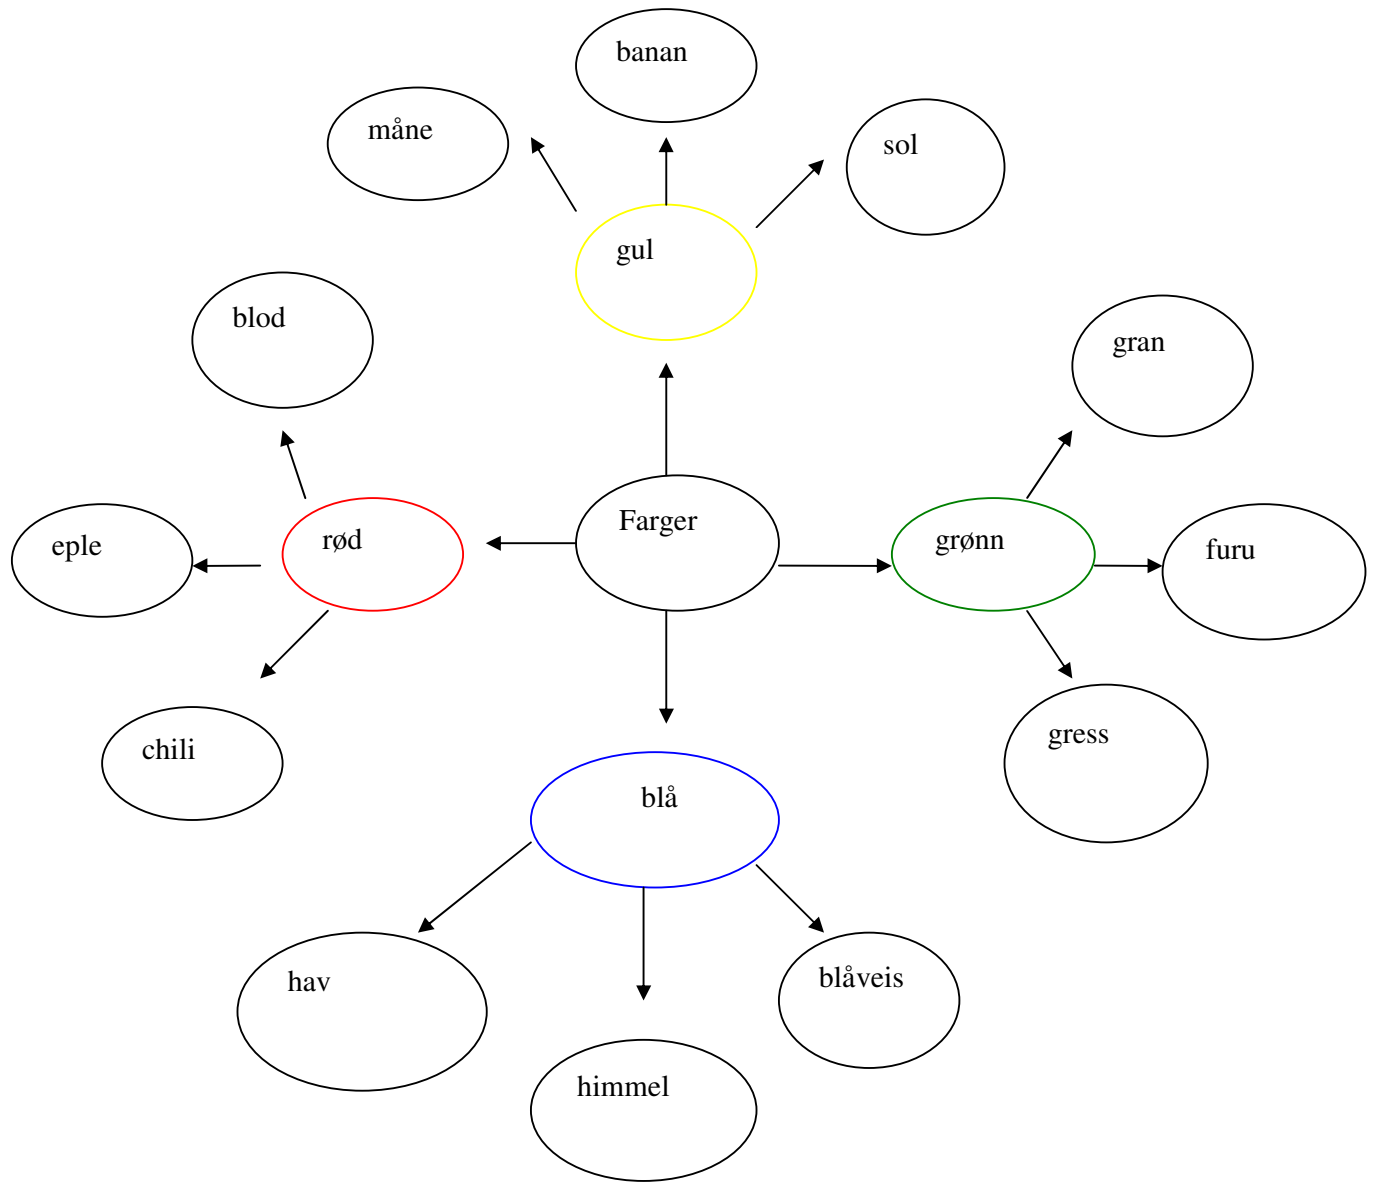 banan
måne
sol
gul
blod
gran
Farger
rød
grønn
eple
furu
gress
chili
blå
blåveis
hav
himmel